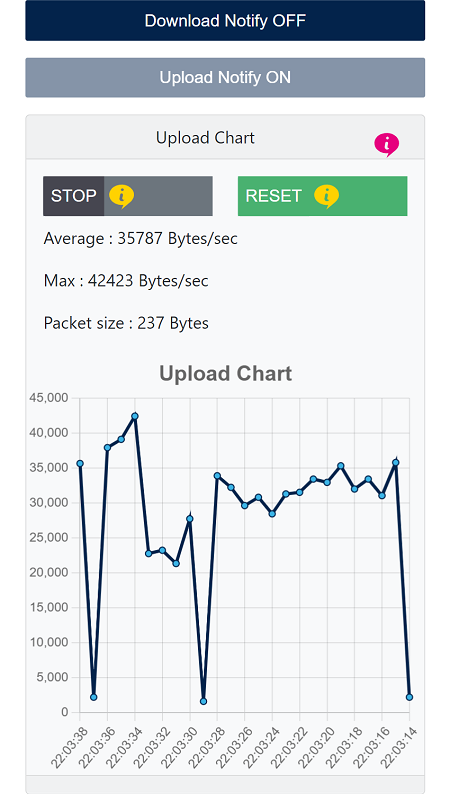 Download Notify OFF
Upload Notify ON
Upload Chart
i
STOP i
RESET i
Average : 35787 Bytes/sec
Max : 42423 Bytes/sec
Packet size : 237 Bytes
Upload Chart
45,000
40,000
35,000
30,000
25,000
20,000
15,000
10,000
5,000
0
22:03:38
22:03:36
22:03:34
22:03:32
22:03:30
22:03:28
22:03:26
22:03:24
22:03:22
22:03:20
22:03:18
22:03:16
22:03:14